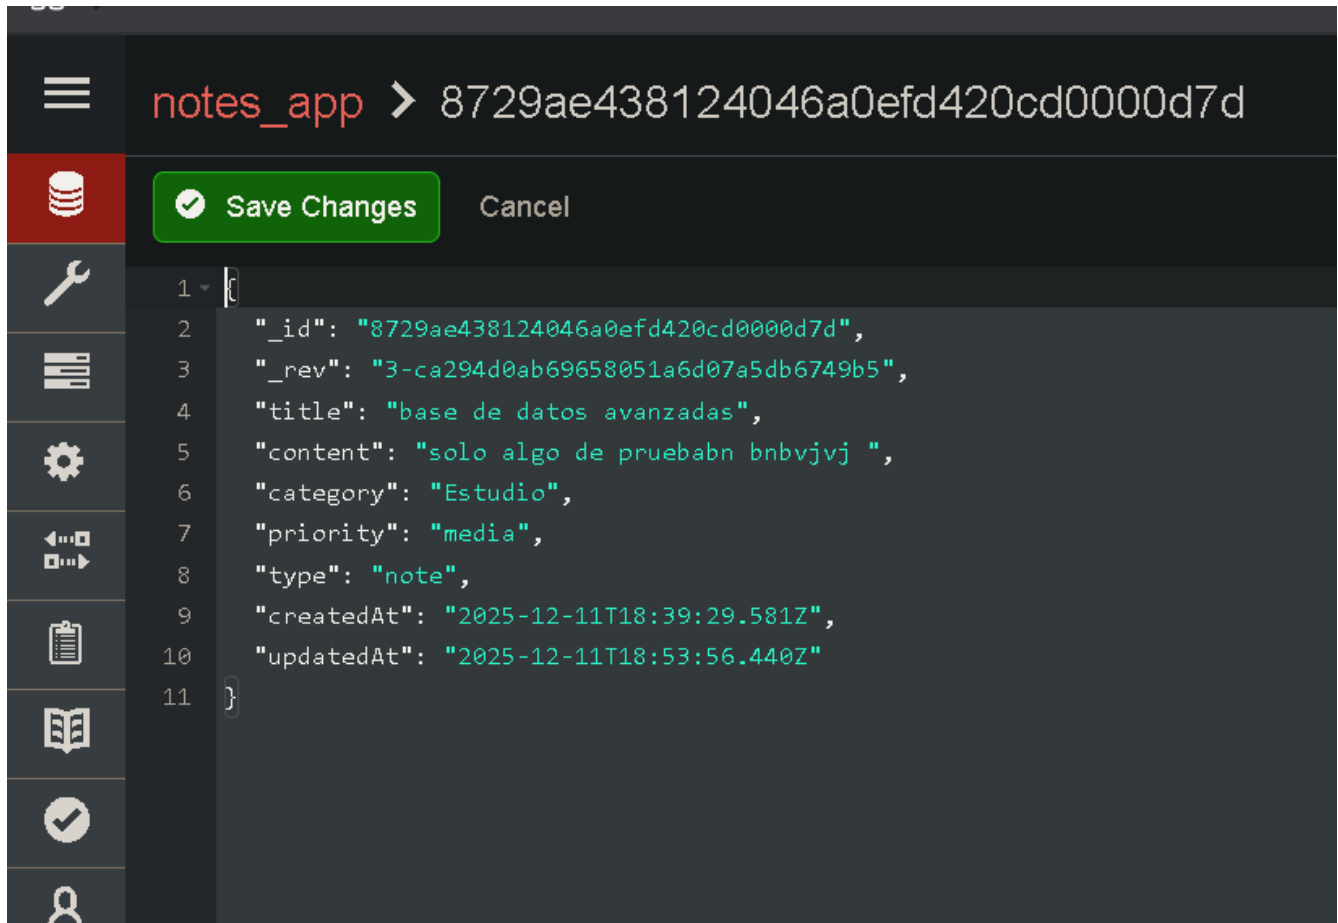 notes_app > 8729ae438124046a0efd420cd0000d7d
Save Changes Cancel
1 {
2 "_id": "8729ae438124046a0efd420cd0000d7d",
3 "_rev": "3-ca294d0ab69658051a6d07a5db6749b5",
4 "title": "base de datos avanzadas",
5 "content": "solo algo de pruebabn bnbvjvj ",
6 "category": "Estudio",
7 "priority": "media",
8 "type": "note",
9 "createdAt": "2025-12-11T18:39:29.581Z",
10 "updatedAt": "2025-12-11T18:53:56.440Z"
11 }